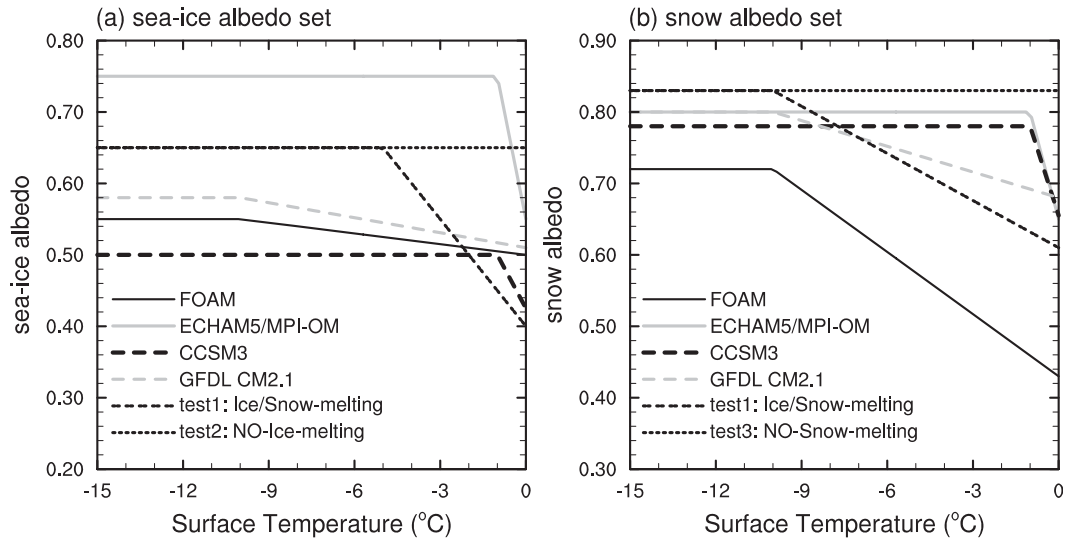 (a) sea-ice albedo set
0.80
0.70
0.60
0.50
0.40
0.30
0.20
sea-ice albedo
FOAM
ECHAM5/MPI-OM
CCSM3
GFDL CM2.1
test1: Ice/Snow-melting
test2: NO-Ice-melting
-15 -12 -9 -6 -3 0
Surface Temperature (°C)
(b) snow albedo set
0.90
0.80
0.70
0.60
0.50
0.40
0.30
snow albedo
FOAM
ECHAM5/MPI-OM
CCSM3
GFDL CM2.1
test1: Ice/Snow-melting
test3: NO-Snow-melting
-15 -12 -9 -6 -3 0
Surface Temperature (°C)